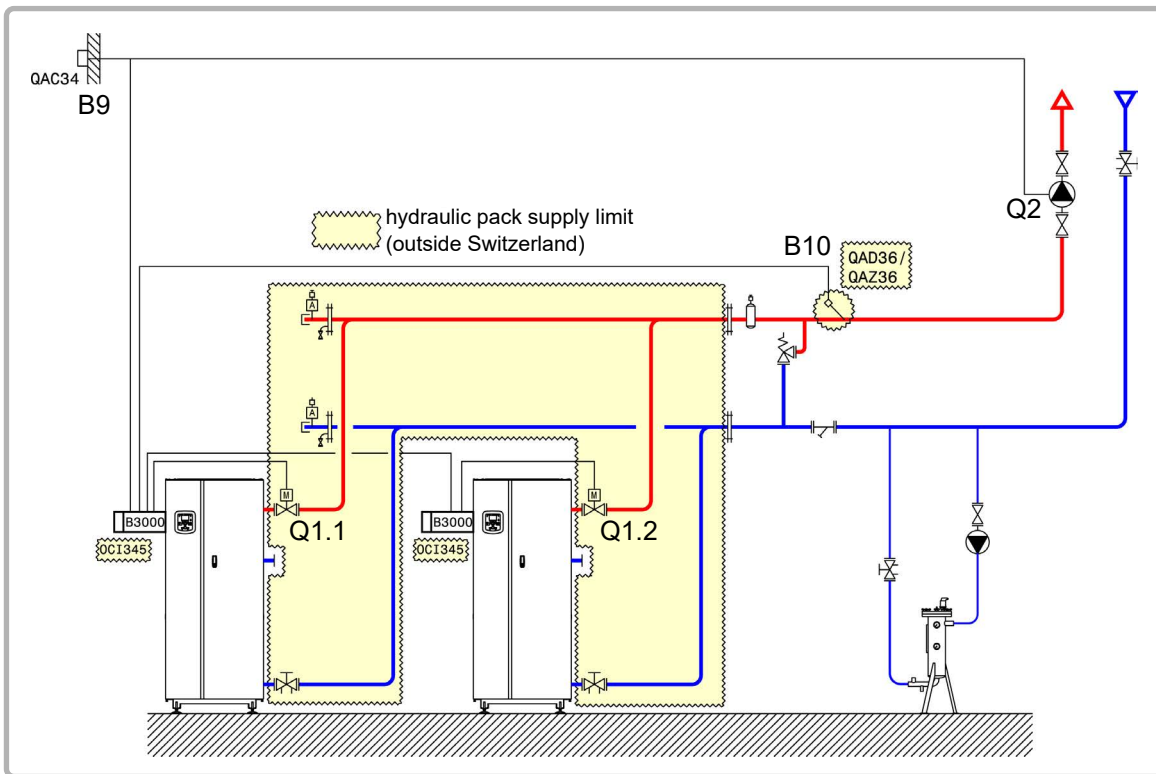 QAC34
B9
Q2
hydraulic pack supply limit
(outside Switzerland)
B10
QAD36/
QAZ36
A
A
M
M
B3000
Q1.1
B3000
Q1.2
OCI345
OCI345